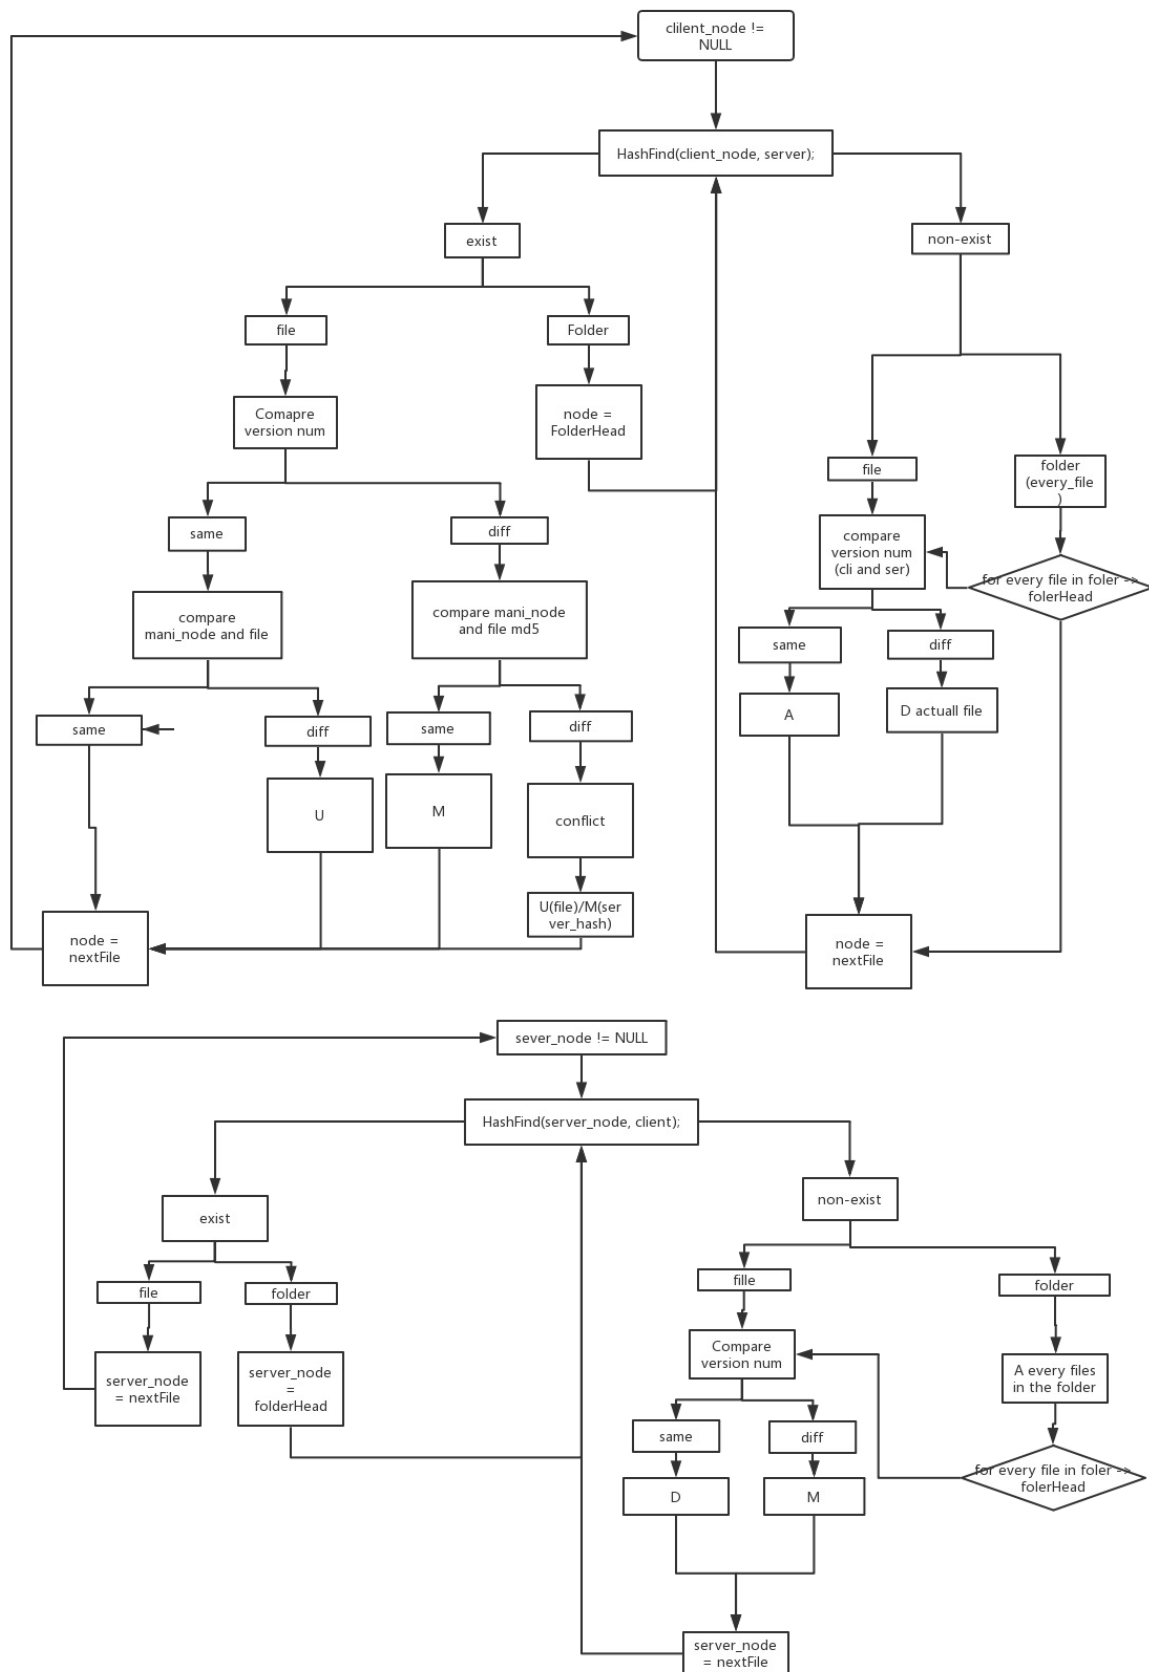 clilent_node !=
NULL
HashFind(client_node, server);
exist
non-exist
file
Folder
Comapre
version num
node =
FolderHead
file
folder
(every_file
)
same
diff
compare
version num
(cli and ser)
for every file in foler ->
folerHead
compare
mani_node and file
compare mani_node
and file md5
same
diff
same
diff
same
diff
A
D actuall file
U
M
conflict
U(file)/M(ser
ver_hash)
node =
nextFile
node =
nextFile
sever_node != NULL
HashFind(server_node, client);
exist
non-exist
file
folder
fille
folder
server_node
= nextFile
server_node
=
folderHead
Compare
version num
A every files
in the folder
same
diff
for every file in foler ->
folerHead
D
M
server_node
= nextFile